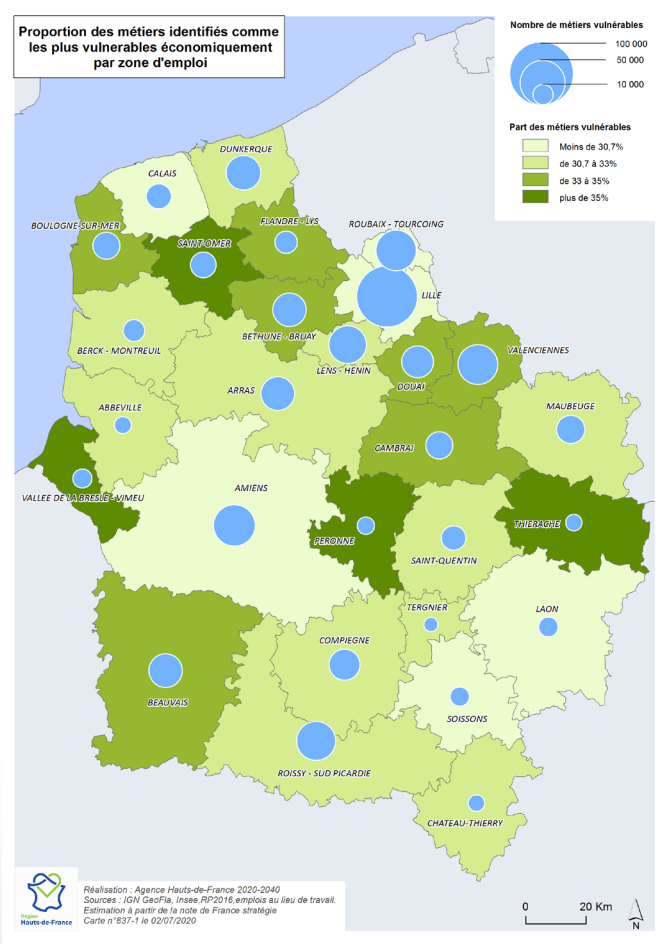 Proportion des métiers identifiés comme
les plus vulnerables économiquement
par zone d'emploi
Nombre de métiers vulnérables
100 000
50 000
10 000
Part des métiers vulnérables
Moins de 30,7%
de 30,7 à 33%
de 33 à 35%
plus de 35%
DUNKERQUE
CALAIS
BOULOGNE-SUR-MER
SAINT-OMER
FLANDRE - LYS
ROUBAIX - TOURCOING
LILLE
BERCK - MONTREUIL
BETHUNE - BRUAY
LENS - HENIN
DOUAI
VALENCIENNES
ARRAS
ABBEVILLE
MAUBEUGE
CAMBRAI
VALLEE DE LA BRESLE - VIMEU
AMIENS
PERONNE
SAINT-QUENTIN
THIERACHE
TERGNIER
LAON
COMPIEGNE
BEAUVAIS
SOISSONS
ROISSY - SUD PICARDIE
CHATEAU-THIERRY
Région
Hauts-de-France
Réalisation : Agence Hauts-de-France 2020-2040
Sources : IGN GeoFla, Insee,RP2016,emplois au lieu de travail.
Estimation à partir de la note de France stratégie
Carte n°837-1 le 02/07/2020
0 20 Km
N